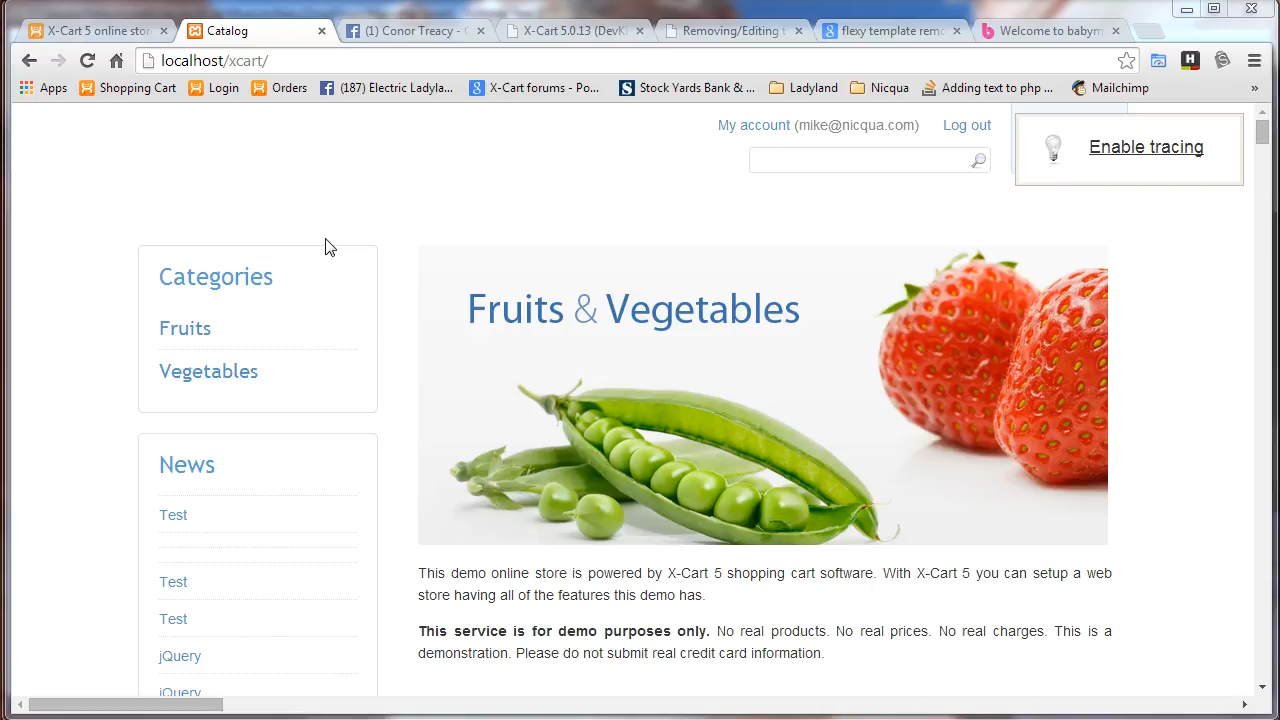 X-Cart 5 online stor
Catalog
(1) Conor Treacy -
X-Cart 5.0.13 (DevKi
Removing/Editing t
flexy template remo
Welcome to babym
localhost/xcart/
Apps
Shopping Cart
Login
Orders
(187) Electric Ladyla...
X-Cart forums - Po...
Stock Yards Bank & ...
Ladyland
Nicqua
Adding text to php ...
Mailchimp
»
My account (mike@nicqua.com)
Log out
Enable tracing
Categories
Fruits
Vegetables
Fruits & Vegetables
News
Test
Test
Test
jQuery
jQuery
This demo online store is powered by X-Cart 5 shopping cart software. With X-Cart 5 you can setup a web
store having all of the features this demo has.
This service is for demo purposes only. No real products. No real prices. No real charges. This is a
demonstration. Please do not submit real credit card information.